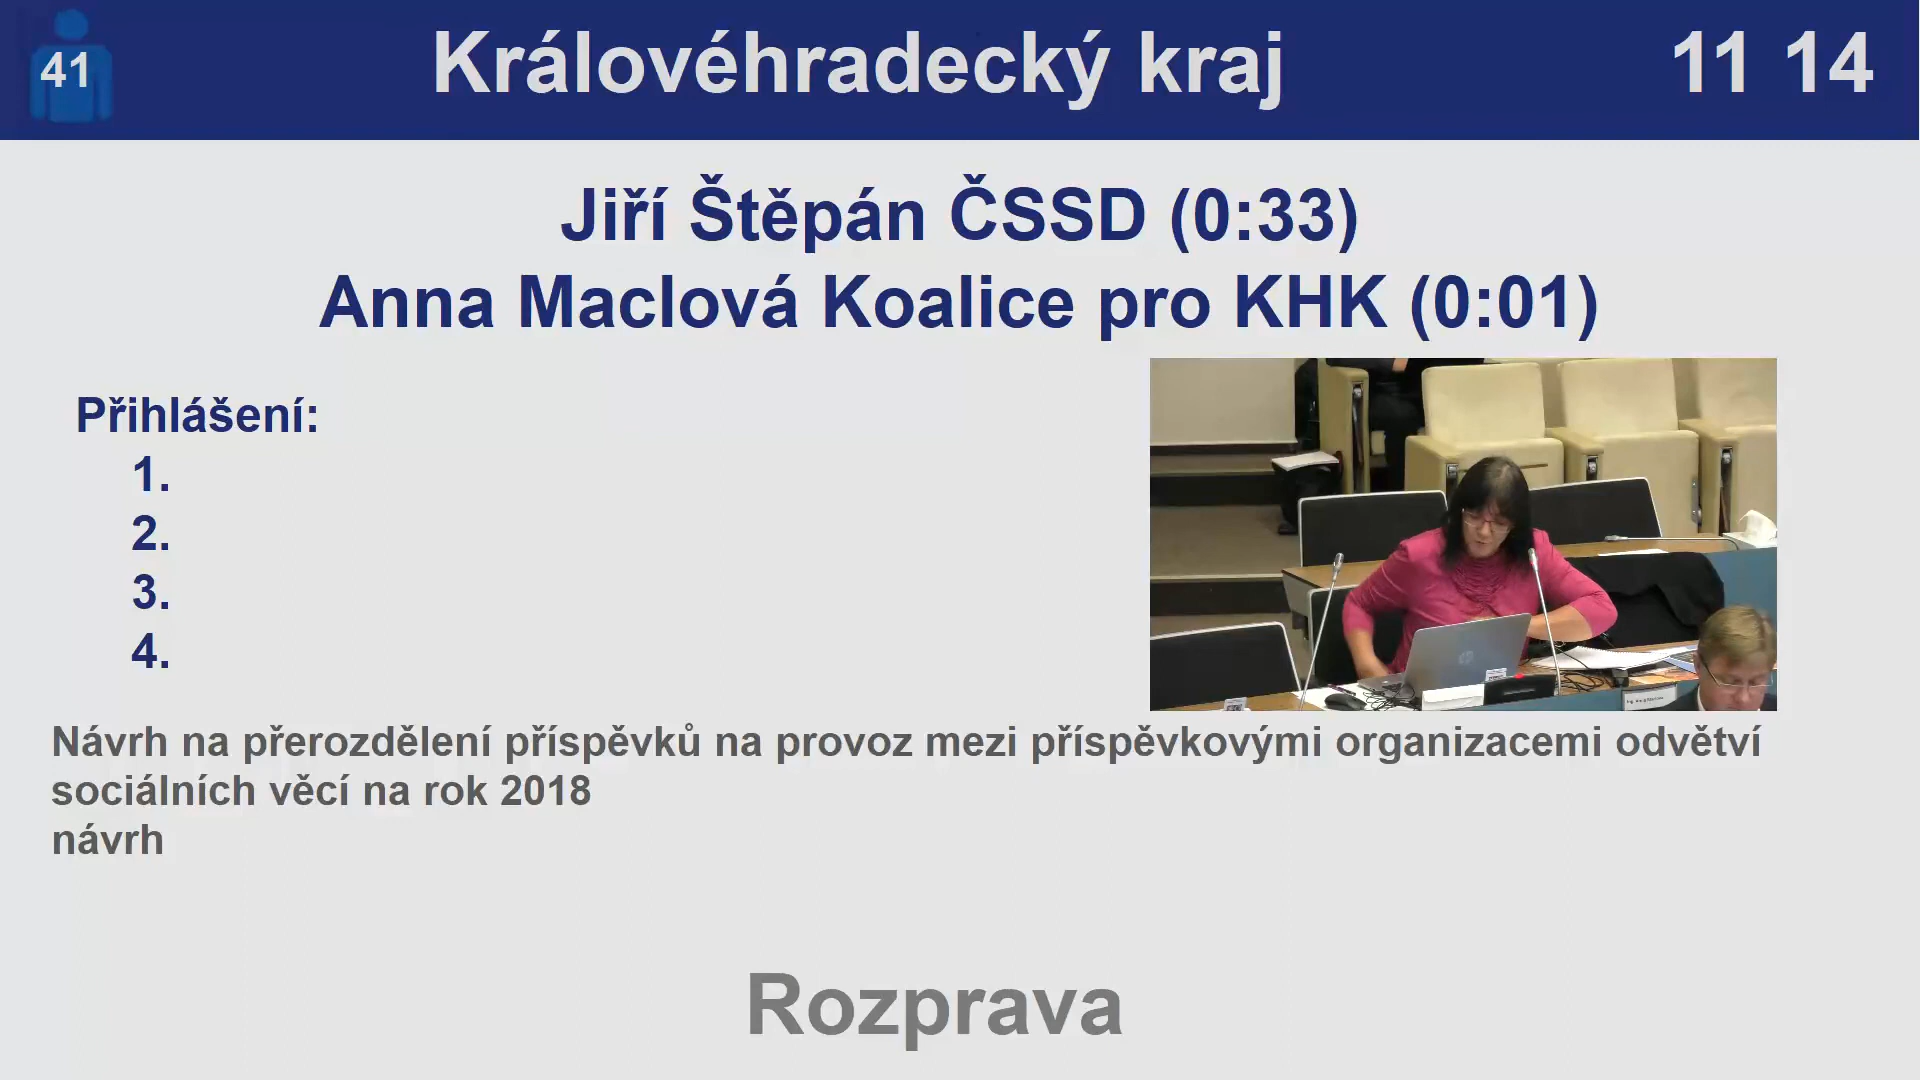 41
Královéhradecký kraj
11 14
Jiří Štěpán ČSSD (0:33)
Anna Maclová Koalice pro KHK (0:01)
Přihlášení:
1.
2.
3.
4.
Návrh na přerozdělení příspěvků na provoz mezi příspěvkovými organizacemi odvětví
sociálních věcí na rok 2018
návrh
Rozprava